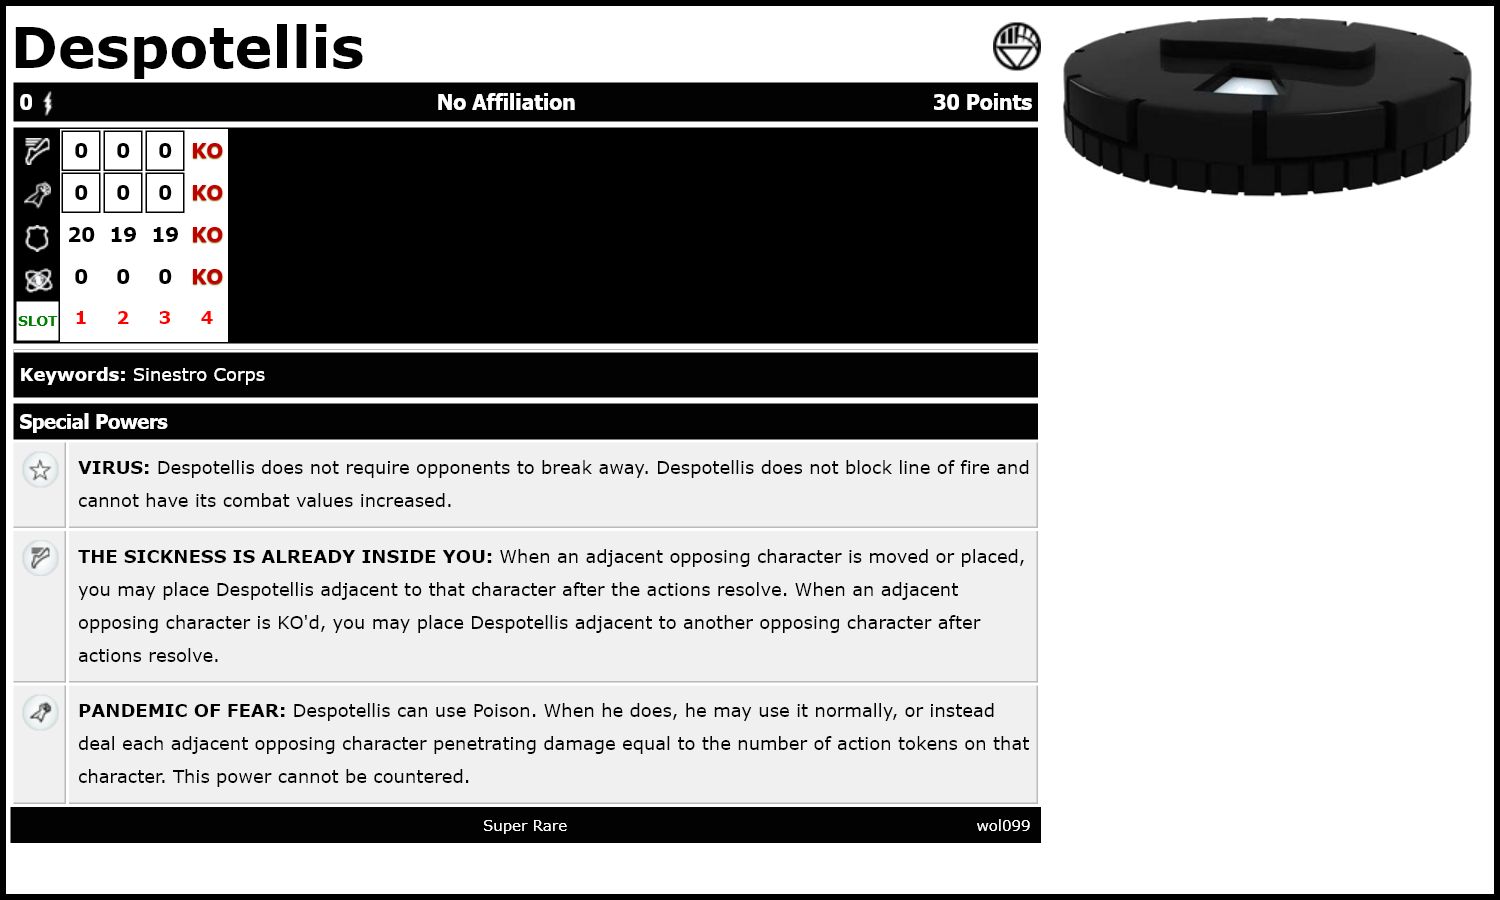 Despotellis
0 No Affiliation 30 Points
0 0 0 KO
0 0 0 KO
20 19 19 KO
0 0 0 KO
SLOT 1 2 3 4
Keywords: Sinestro Corps
Special Powers
VIRUS: Despotellis does not require opponents to break away. Despotellis does not block line of fire and
cannot have its combat values increased.
THE SICKNESS IS ALREADY INSIDE YOU: When an adjacent opposing character is moved or placed,
you may place Despotellis adjacent to that character after the actions resolve. When an adjacent
opposing character is KO'd, you may place Despotellis adjacent to another opposing character after
actions resolve.
PANDEMIC OF FEAR: Despotellis can use Poison. When he does, he may use it normally, or instead
deal each adjacent opposing character penetrating damage equal to the number of action tokens on that
character. This power cannot be countered.
Super Rare wol099